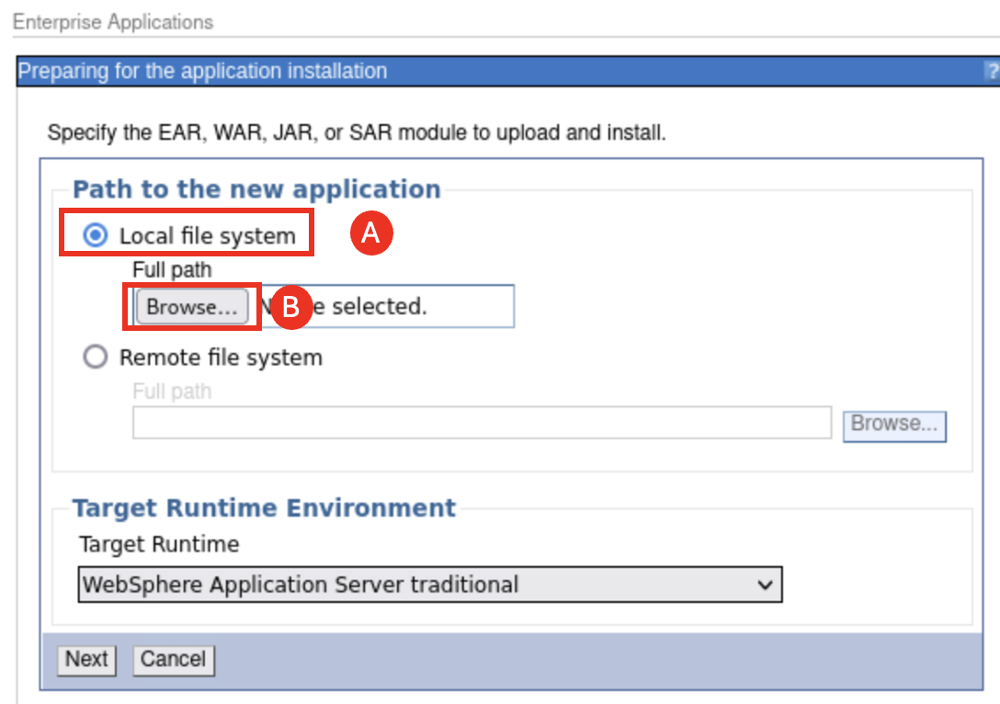 Enterprise Applications
Preparing for the application installation ?
Specify the EAR, WAR, JAR, or SAR module to upload and install.
Path to the new application
Local file system A
Full path
Browse... B selected.
Remote file system
Full path
Browse...
Target Runtime Environment
Target Runtime
WebSphere Application Server traditional
Next Cancel